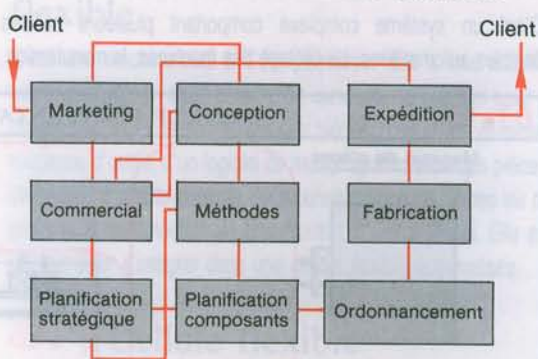 Client
Client
Marketing
Conception
Expédition
Commercial
Méthodes
Fabrication
Planification
stratégique
Planification
composants
Ordonnancement